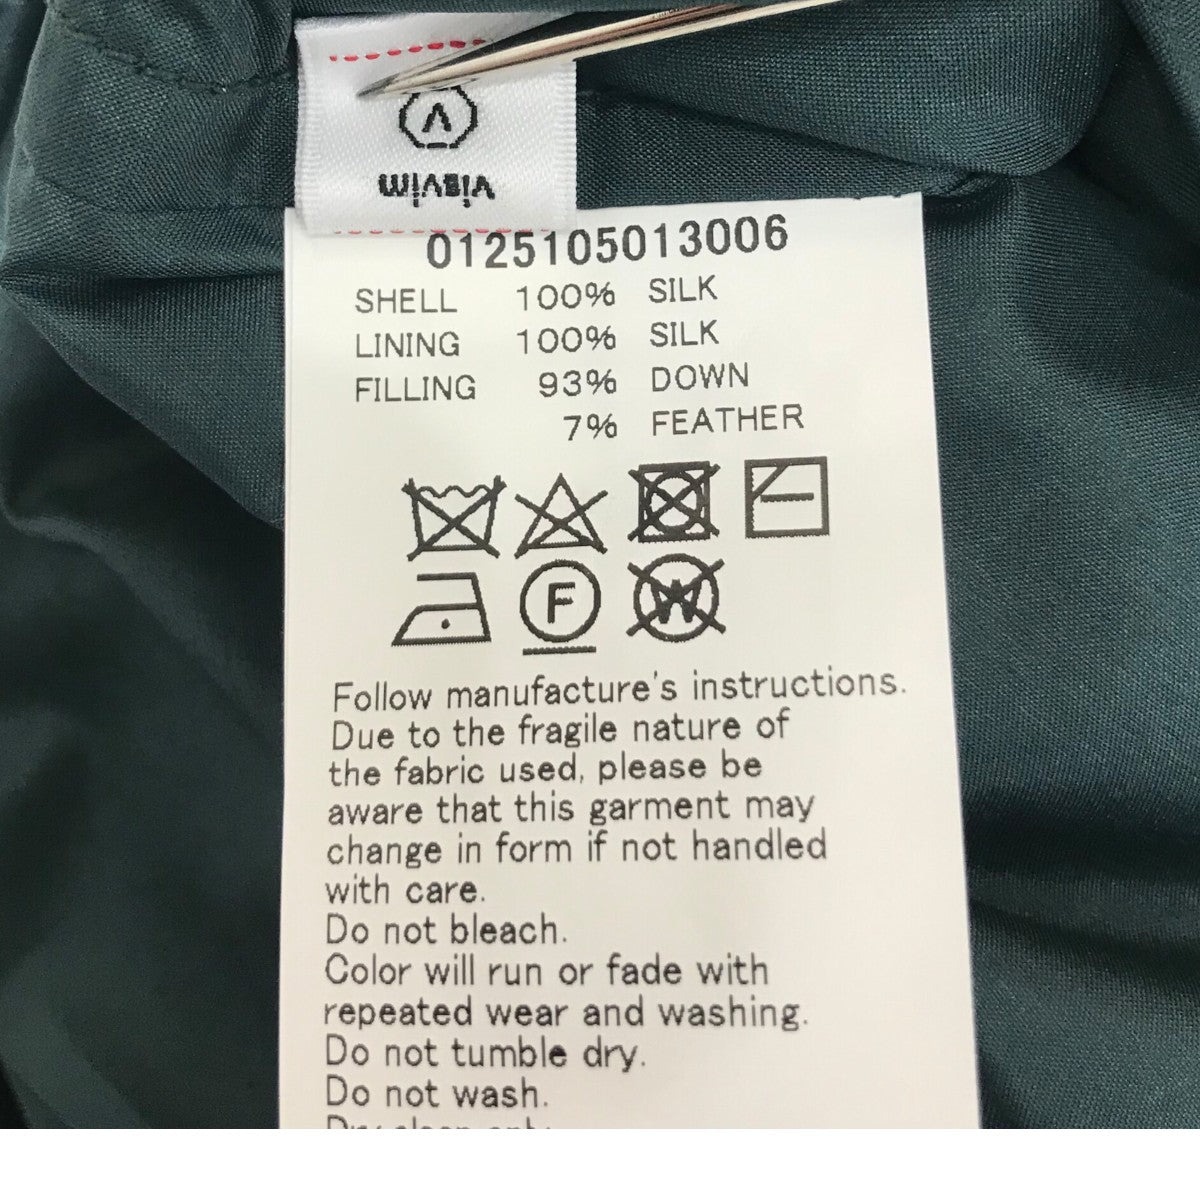 V
visvim
0125105013006
SHELL 100% SILK
LINING 100% SILK
FILLING 93% DOWN
7% FEATHER
F W
Follow manufacture's instructions.
Due to the fragile nature of
the fabric used, please be
aware that this garment may
change in form if not handled
with care.
Do not bleach.
Color will run or fade with
repeated wear and washing.
Do not tumble dry.
Do not wash.
Dry clean only.